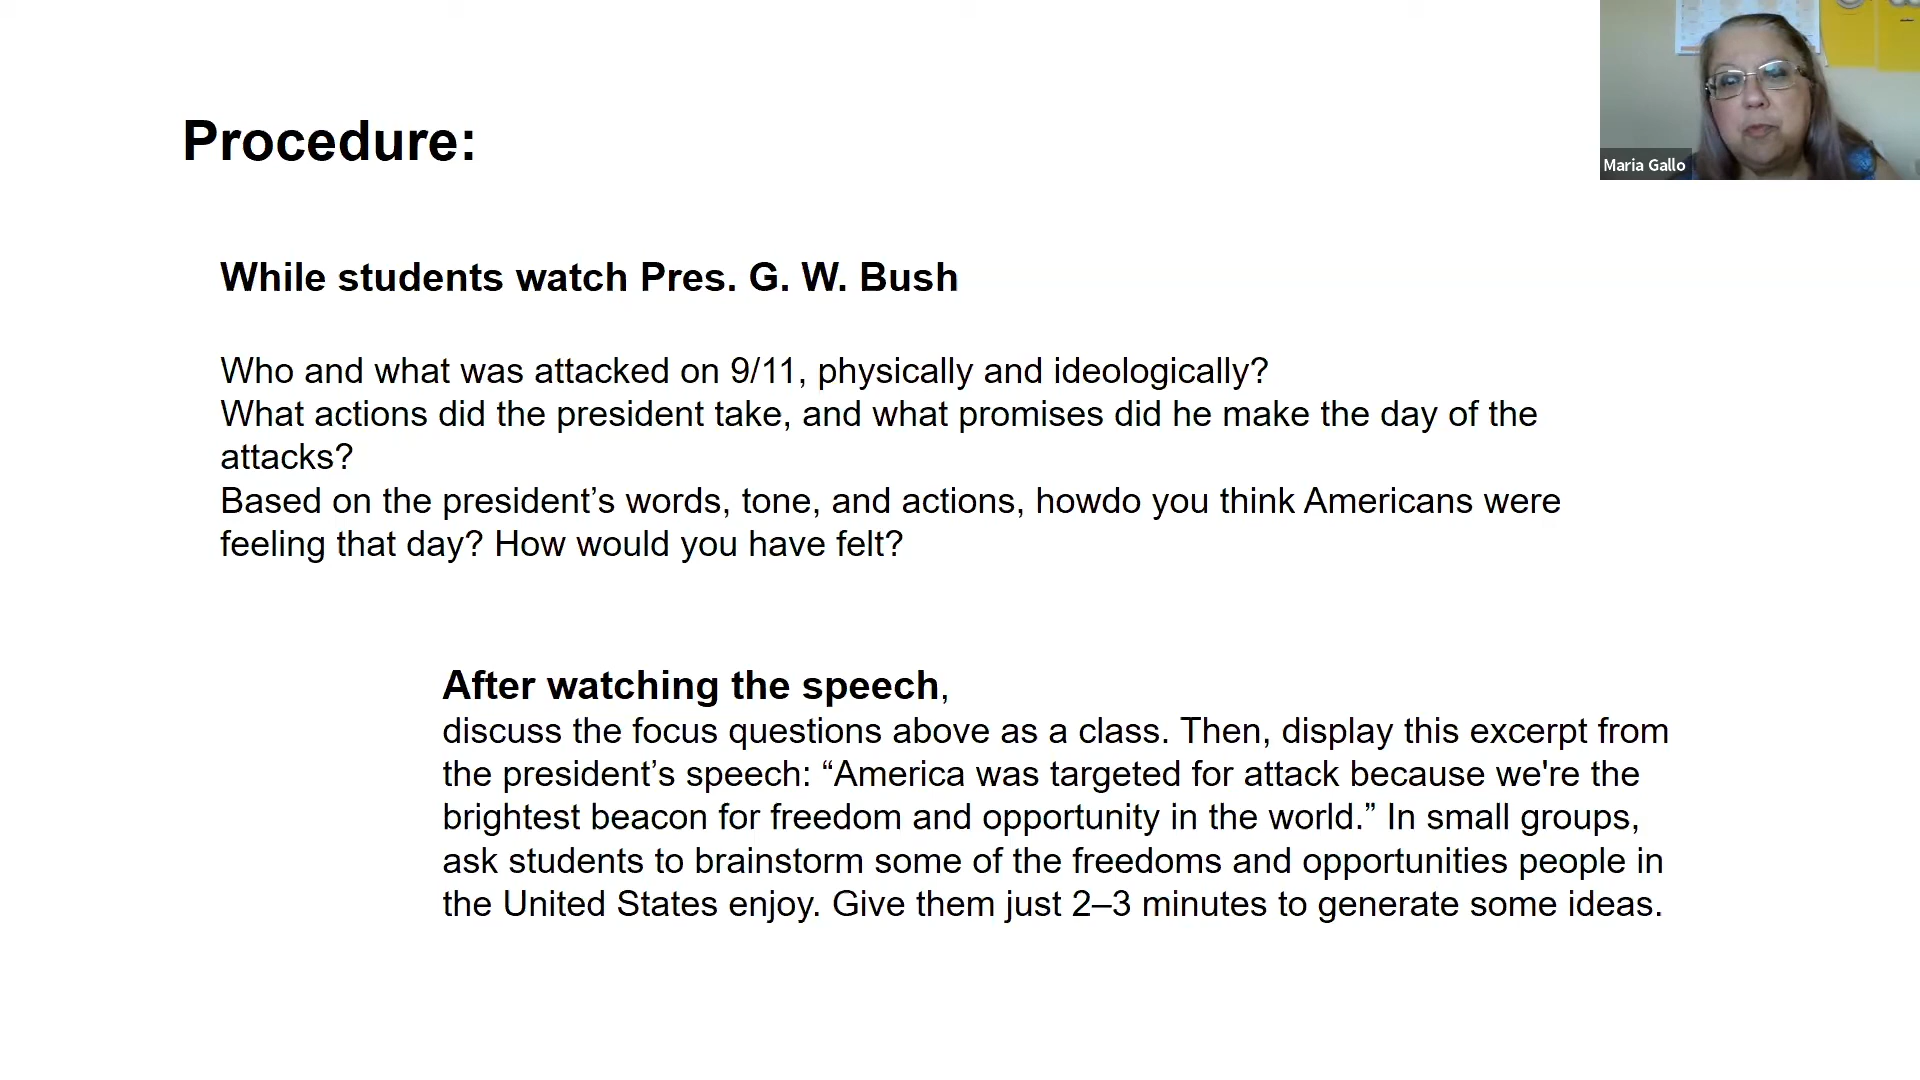 Procedure:
Maria Gallo
While students watch Pres. G. W. Bush
Who and what was attacked on 9/11, physically and ideologically?
What actions did the president take, and what promises did he make the day of the
attacks?
Based on the president’s words, tone, and actions, howdo you think Americans were
feeling that day? How would you have felt?
After watching the speech,
discuss the focus questions above as a class. Then, display this excerpt from
the president’s speech: “America was targeted for attack because we're the
brightest beacon for freedom and opportunity in the world.” In small groups,
ask students to brainstorm some of the freedoms and opportunities people in
the United States enjoy. Give them just 2–3 minutes to generate some ideas.